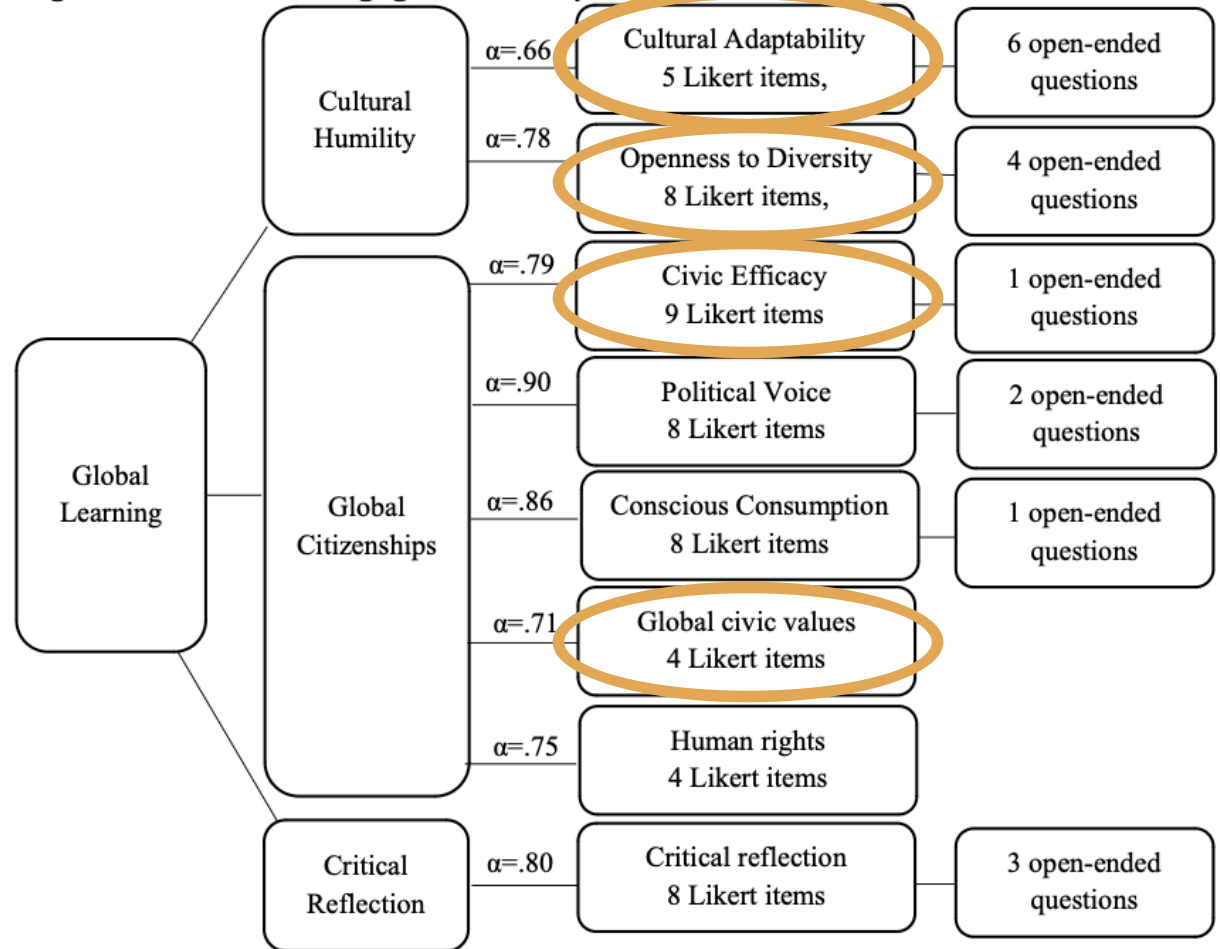 Cultural
Humility
α=.66
Cultural Adaptability
5 Likert items,
6 open-ended
questions
α=.78
Openness to Diversity
8 Likert items,
4 open-ended
questions
Global
Learning
Global
Citizenships
α=.79
Civic Efficacy
9 Likert items
1 open-ended
questions
α=.90
Political Voice
8 Likert items
2 open-ended
questions
α=.86
Conscious Consumption
8 Likert items
1 open-ended
questions
α=.71
Global civic values
4 Likert items
α=.75
Human rights
4 Likert items
Critical
Reflection
α=.80
Critical reflection
8 Likert items
3 open-ended
questions